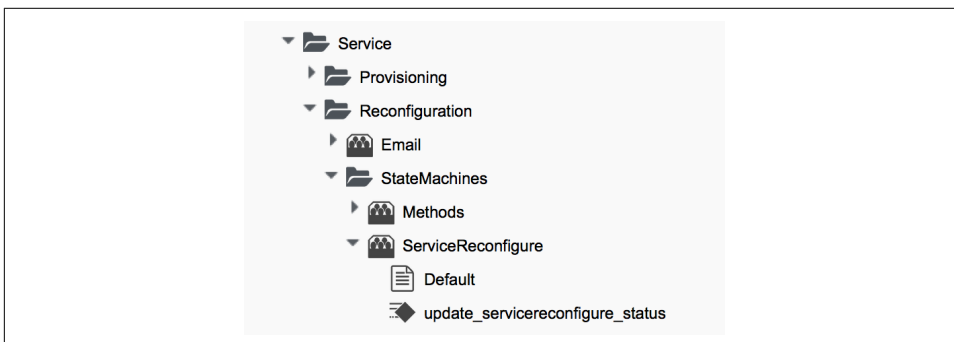 Service
Provisioning
Reconfiguration
Email
StateMachines
Methods
ServiceReconfigure
Default
update_servicereconfigure_status